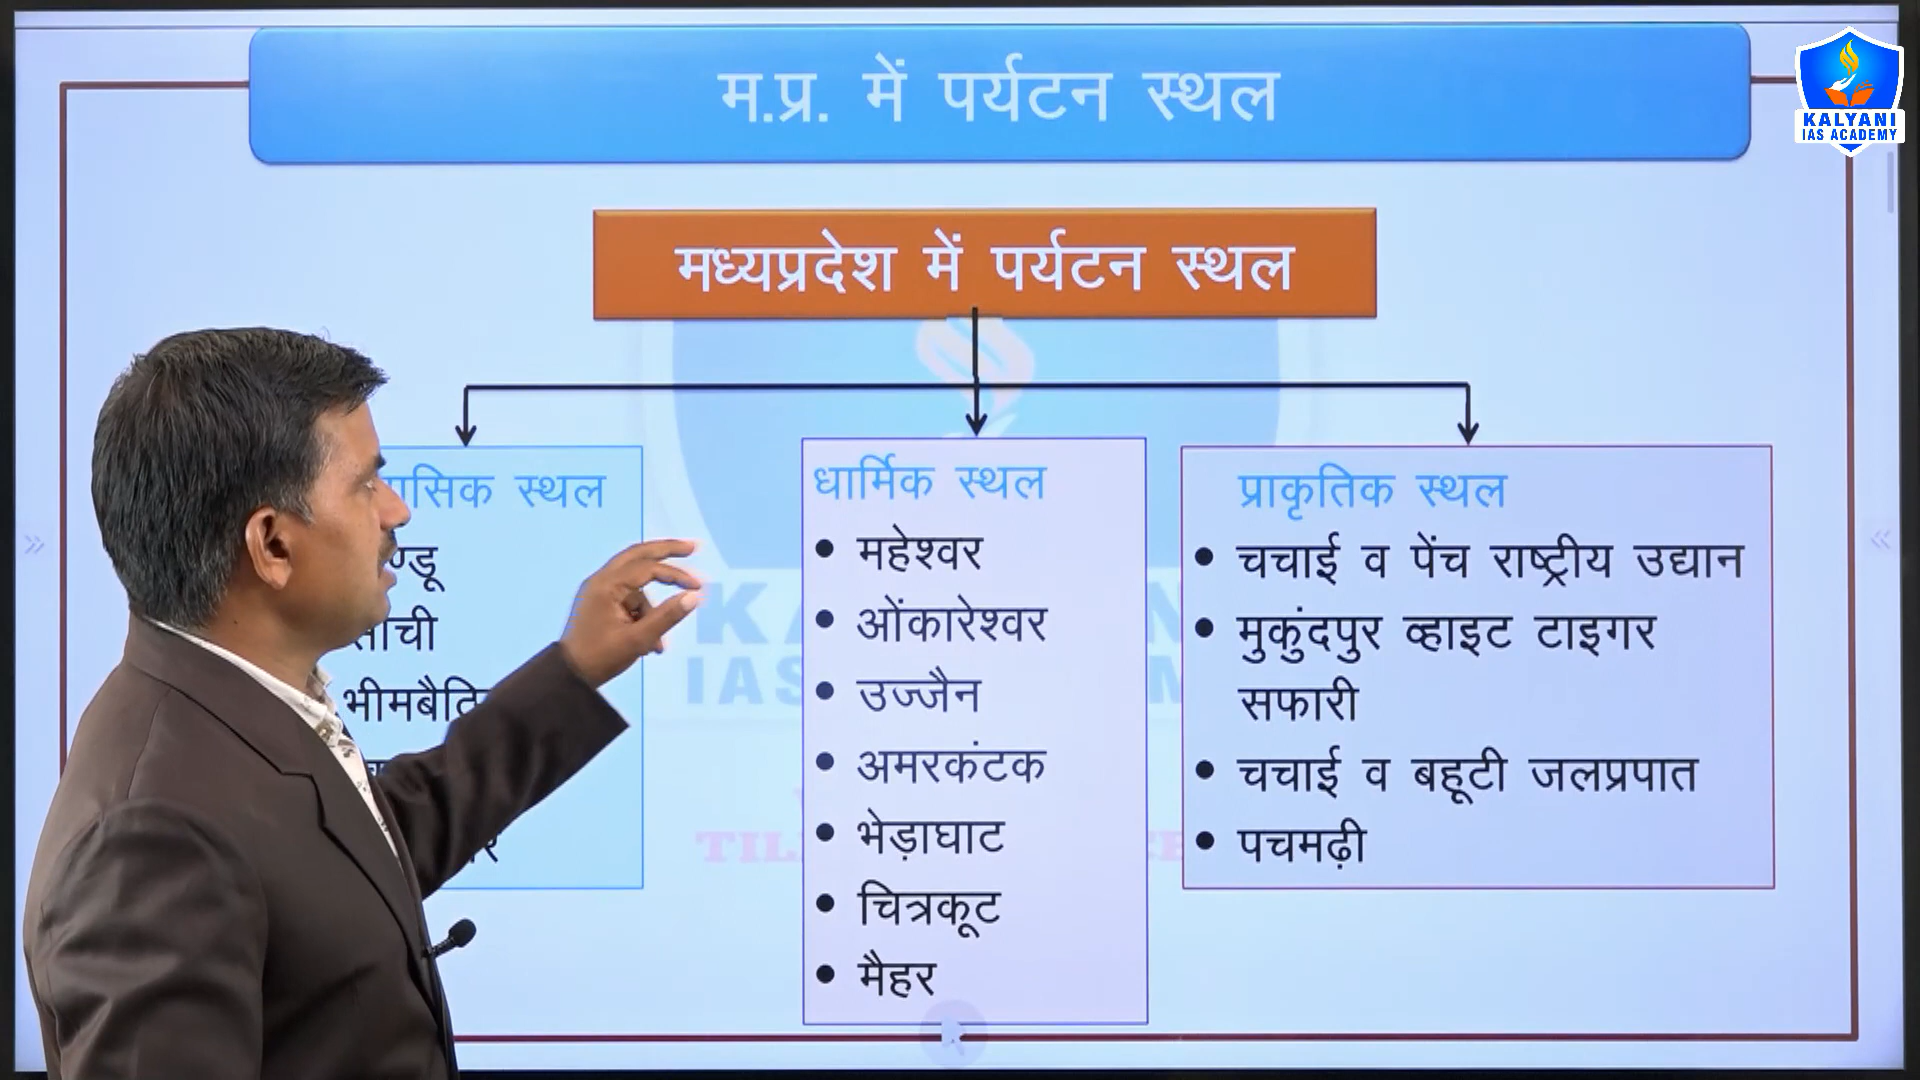 म.प्र. में पर्यटन स्थल
KALYANI
IAS ACADEMY
मध्यप्रदेश में पर्यटन स्थल
स्थल
धार्मिक स्थल
• महेश्वर
• ओंकारेश्वर
• उज्जैन
• अमरकंटक
• भेड़ाघाट
• चित्रकूट
• मैहर
प्राकृतिक स्थल
• चचाई व पेंच राष्ट्रीय उद्यान
• मुकुंदपुर व्हाइट टाइगर
सफारी
• चचाई व बहूटी जलप्रपात
• पचमढ़ी